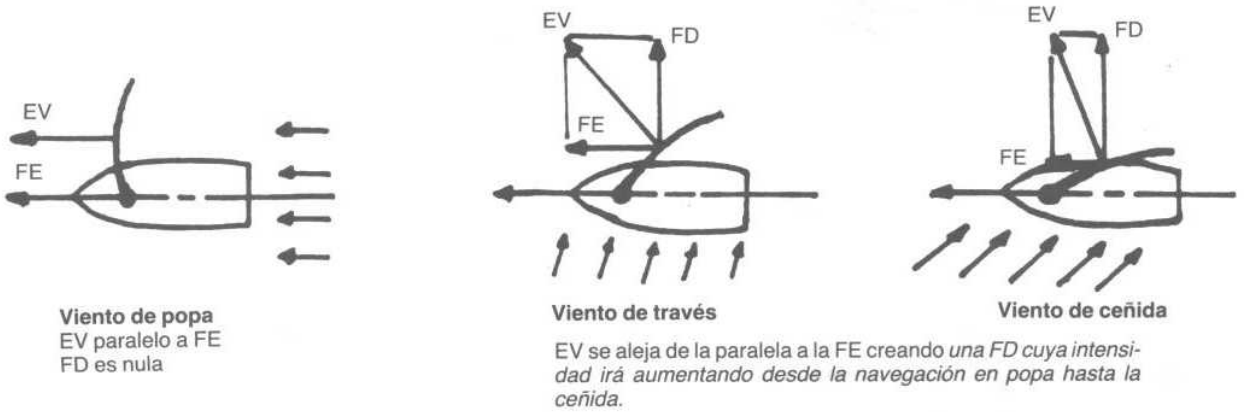 EV
FE
Viento de popa
EV paralelo a FE
FD es nula
EV
FD
FE
Viento de través
EV
FD
FE
Viento de ceñida
EV se aleja de la paralela a la FE creando una FD cuya intensi-
dad irá aumentando desde la navegación en popa hasta la
ceñida.